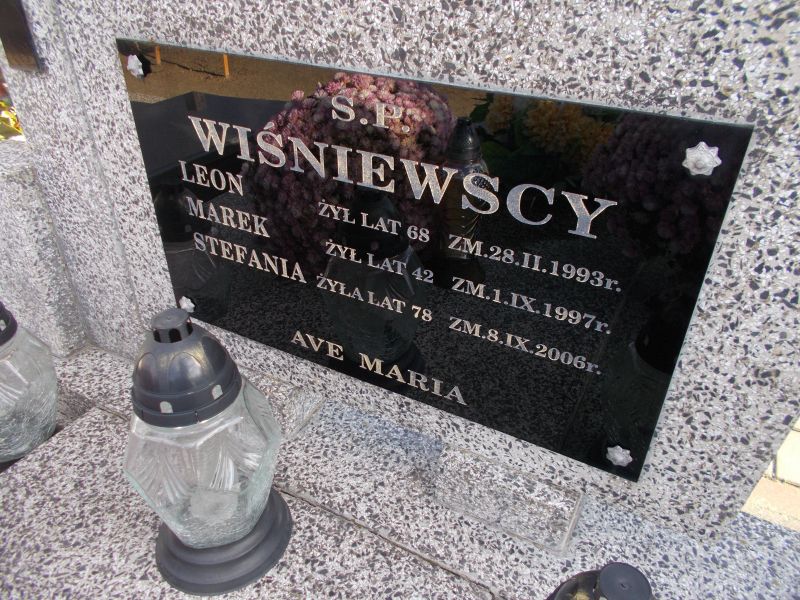 S.P.
WIŚNIEWSCY
LEON ŻYŁ LAT 68 ZM.28.II.1993r.
MAREK ŻYŁ LAT 42 ZM.1.IX.1997r.
STEFANIA ŻYŁA LAT 78 ZM.8.IX.2006r.
AVE MARIA